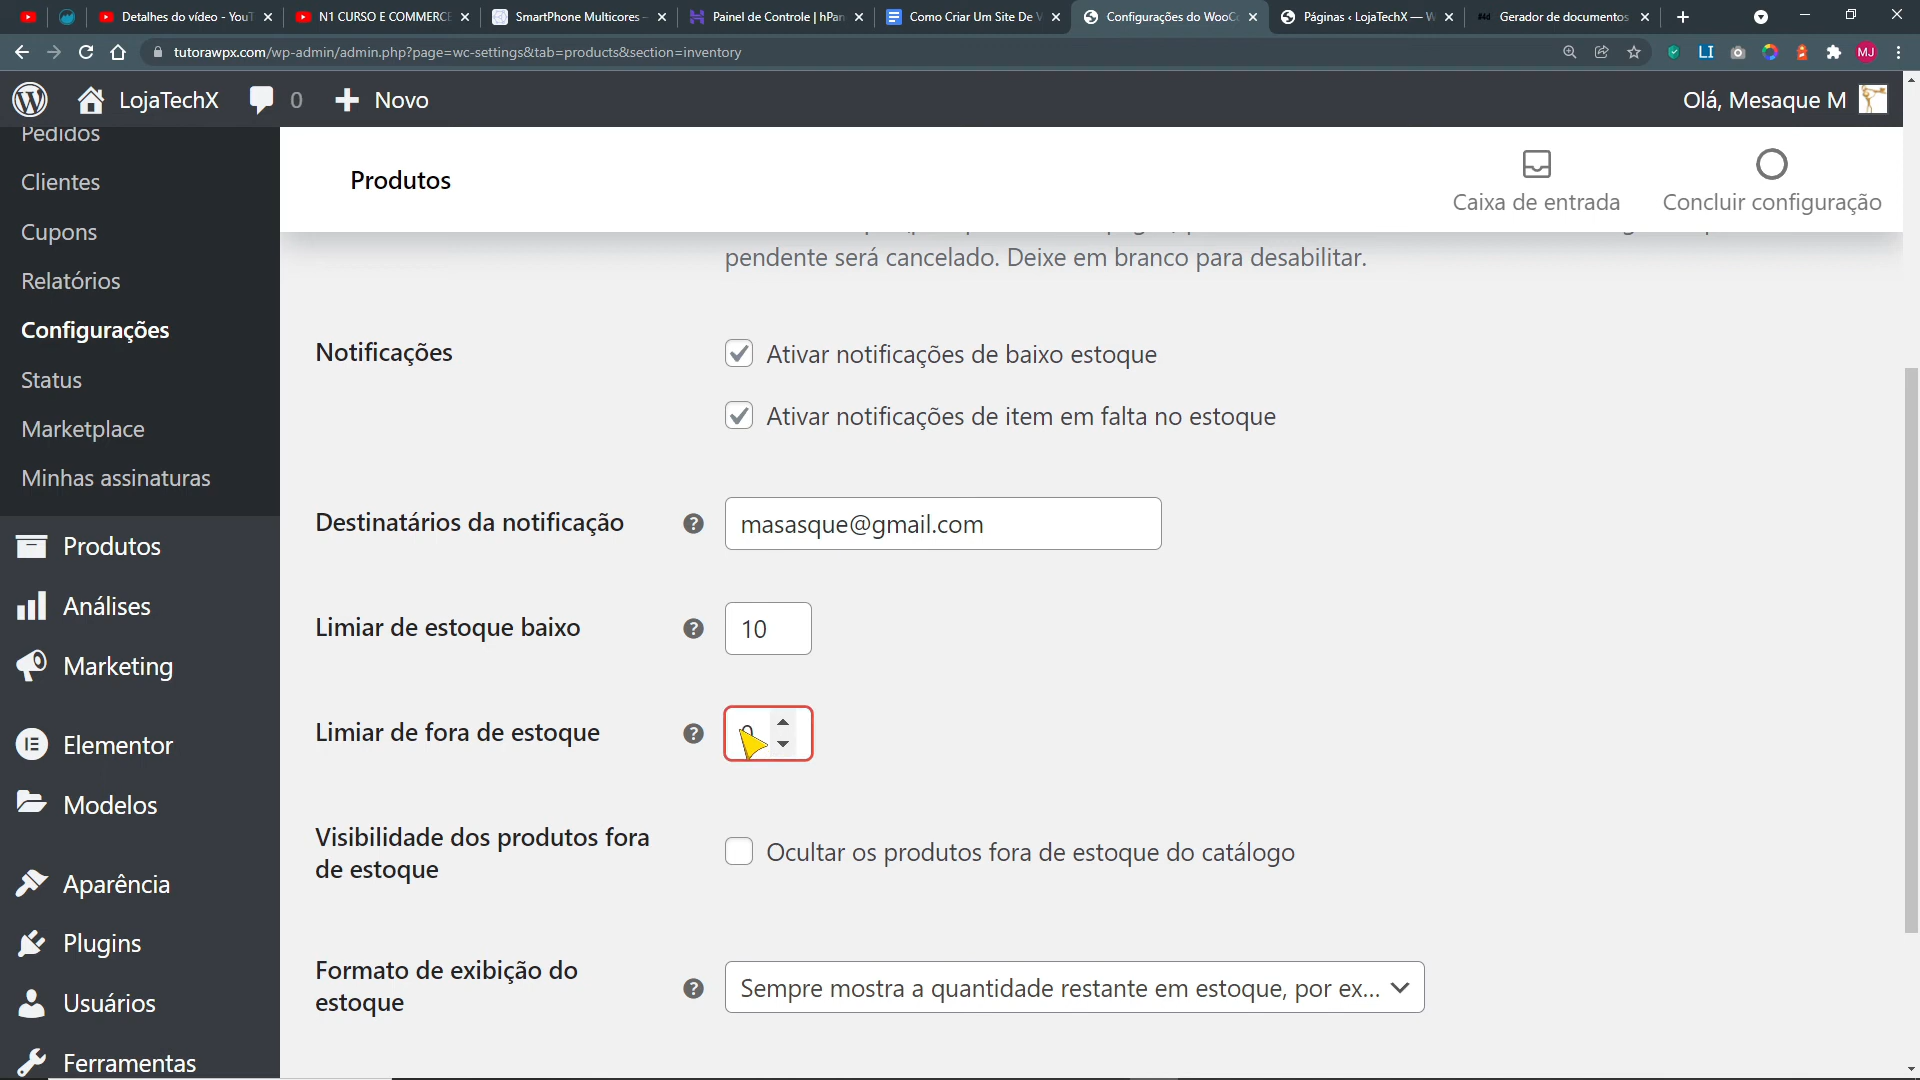 Detalhes do vídeo - YouT
N1 CURSO E COMMERCE
SmartPhone Multicores -
Painel de Controle | hPan
Como Criar Um Site De V
Configurações do WooCo
Páginas ‹ LojaTechX — W
Gerador de documentos
tutorawpx.com/wp-admin/admin.php?page=wc-settings&tab=products&section=inventory
LI
MJ
LojaTechX
0
Novo
Olá, Mesaque M
Pedidos
Clientes
Cupons
Relatórios
Configurações
Status
Marketplace
Minhas assinaturas
Produtos
Análises
Marketing
Elementor
Modelos
Aparência
Plugins
Usuários
Ferramentas
Produtos
Caixa de entrada
Concluir configuração
pendente será cancelado. Deixe em branco para desabilitar.
Notificações
Ativar notificações de baixo estoque
Ativar notificações de item em falta no estoque
Destinatários da notificação
masasque@gmail.com
Limiar de estoque baixo
10
Limiar de fora de estoque
Visibilidade dos produtos fora
de estoque
Ocultar os produtos fora de estoque do catálogo
Formato de exibição do
estoque
Sempre mostra a quantidade restante em estoque, por ex...